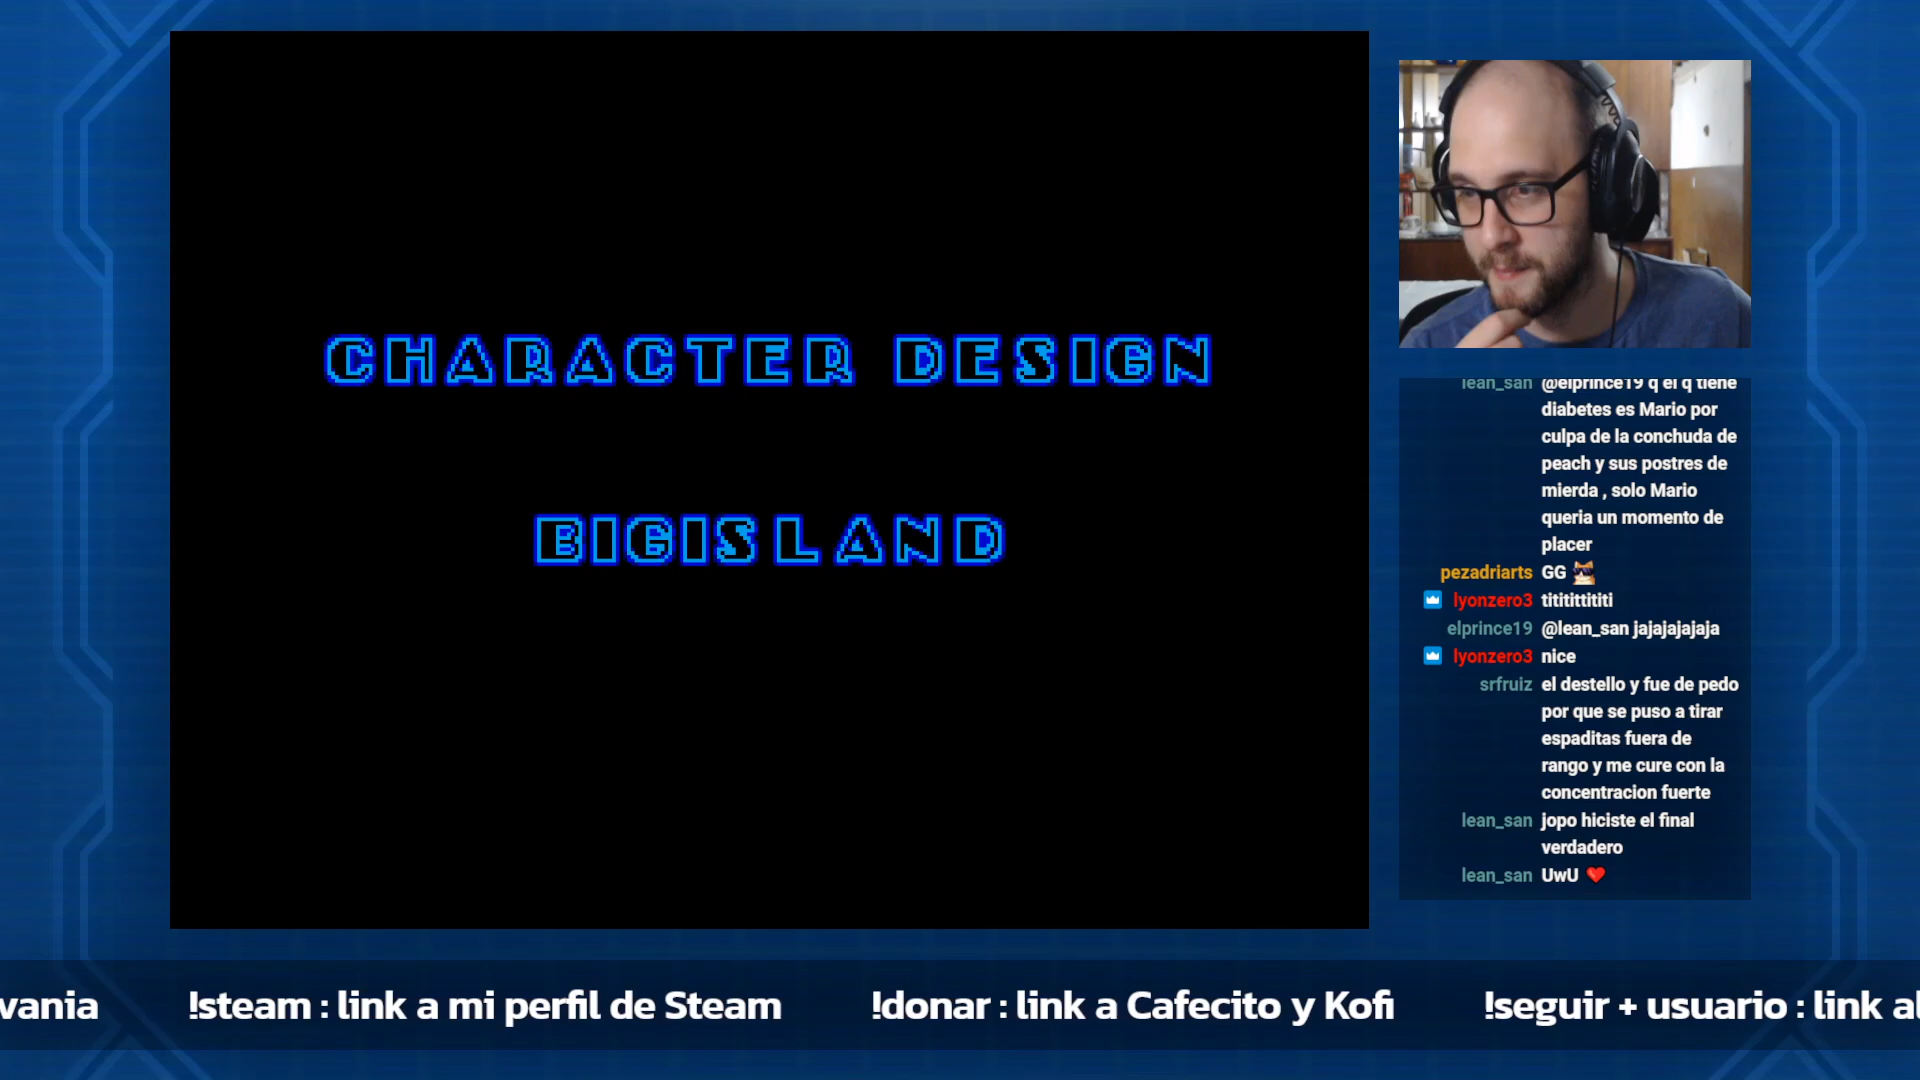 CHARACTER DESIGN
BIGISLAND
lean_san @elprince19 q el q tiene
diabetes es Mario por
culpa de la conchuda de
peach y sus postres de
mierda , solo Mario
queria un momento de
placer
pezadriarts GG
lyonzero3 titititittititi
elprince19 @lean_san jajajajajaja
lyonzero3 nice
srfruiz el destello y fue de pedo
por que se puso a tirar
espaditas fuera de
rango y me cure con la
concentracion fuerte
lean_san jopo hiciste el final
verdadero
lean_san UwU ❤️
vania !steam : link a mi perfil de Steam !donar : link a Cafecito y Kofi !seguir + usuario : link al